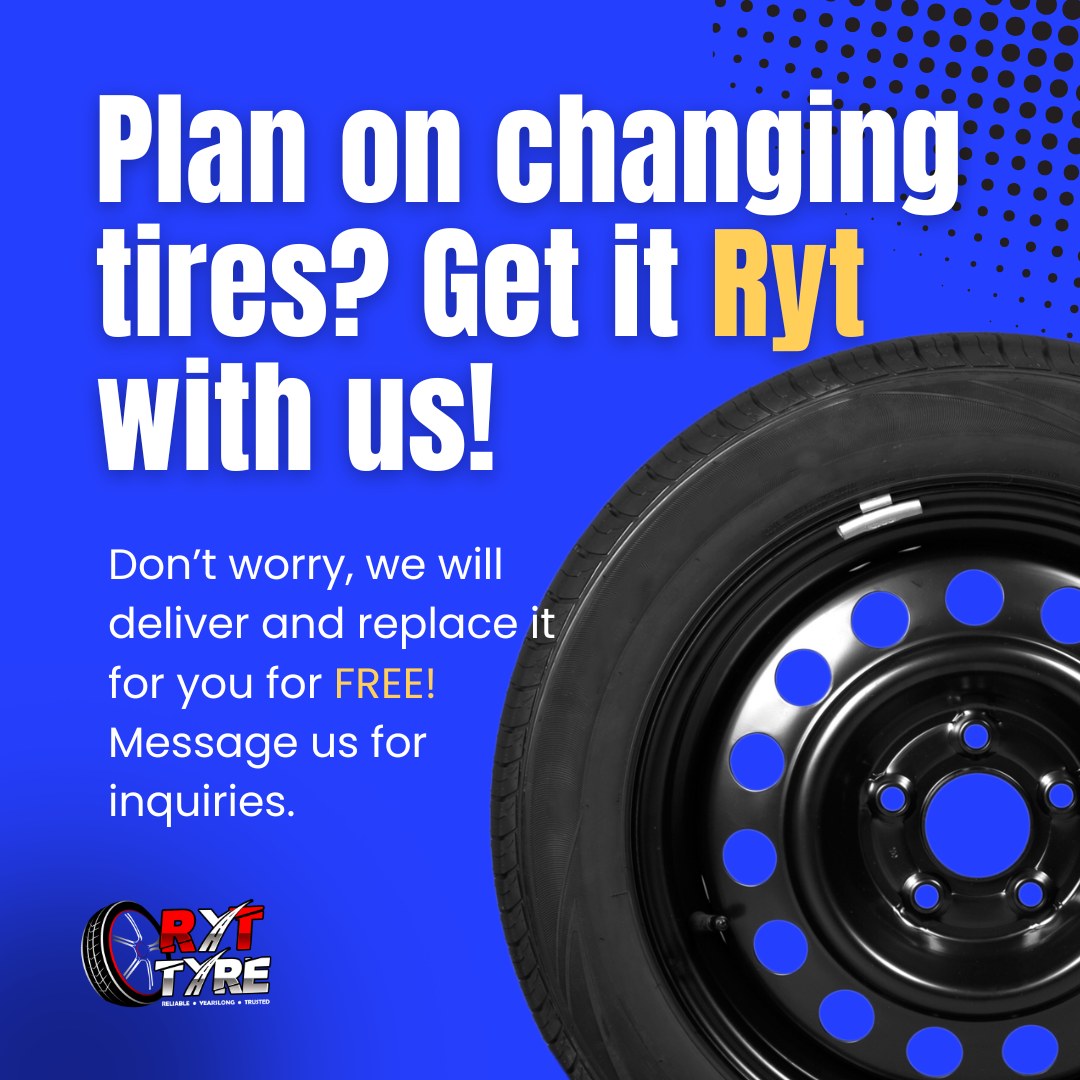 Plan on changing
tires? Get it Ryt
with us!
Don’t worry, we will
deliver and replace it
for you for FREE!
Message us for
inquiries.
RYT
TYRE
RELIABLE • YEARSLONG • TRUSTED